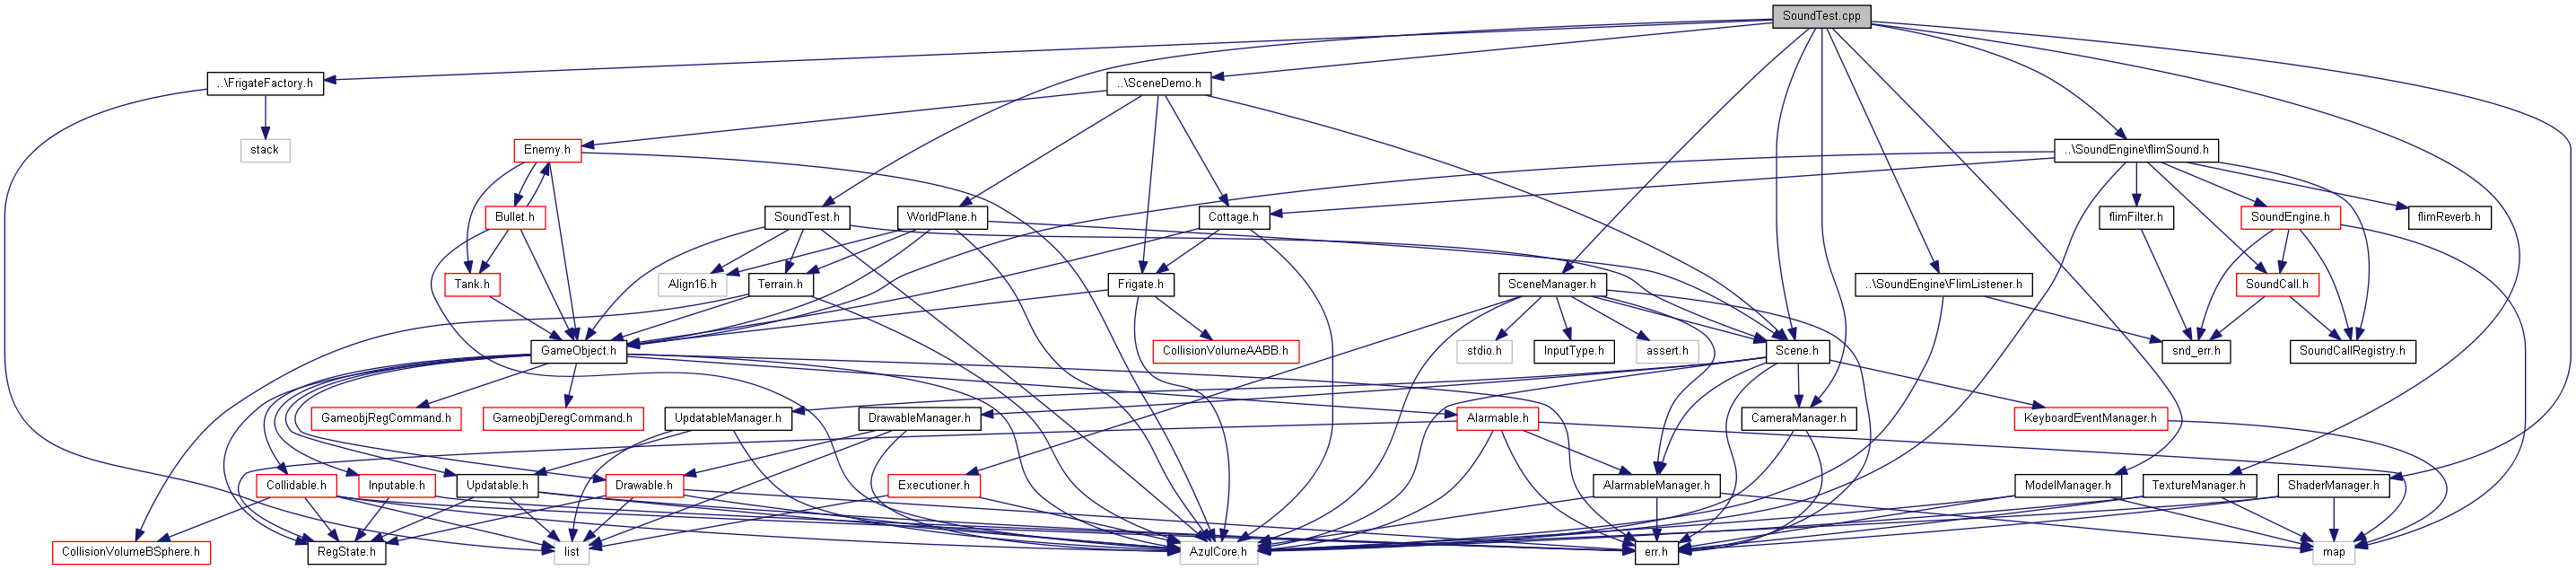 SoundTest.cpp
..\FrigateFactory.h
..\SceneDemo.h
stack
Enemy.h
..\SoundEngine\flimSound.h
Bullet.h
SoundTest.h
WorldPlane.h
Cottage.h
flimFilter.h
SoundEngine.h
flimReverb.h
Tank.h
Align16.h
Terrain.h
Frigate.h
SceneManager.h
..\SoundEngine\FlimListener.h
SoundCall.h
GameObject.h
CollisionVolumeAABB.h
stdio.h
InputType.h
assert.h
Scene.h
snd_err.h
SoundCallRegistry.h
GameobjRegCommand.h
GameobjDeregCommand.h
UpdatableManager.h
DrawableManager.h
Alarmable.h
CameraManager.h
KeyboardEventManager.h
Collidable.h
Inputable.h
Updatable.h
Drawable.h
Executioner.h
AlarmableManager.h
ModelManager.h
TextureManager.h
ShaderManager.h
CollisionVolumeBSphere.h
RegState.h
list
AzulCore.h
err.h
map